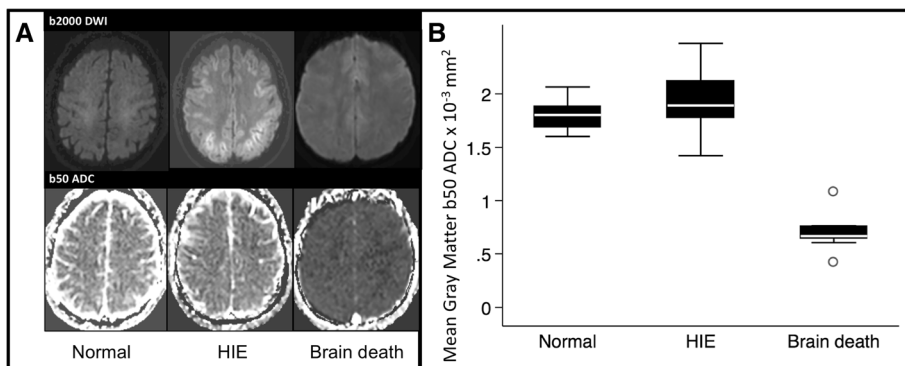 A
b2000 DWI
b50 ADC
Normal HIE Brain death
B
Mean Gray Matter b50 ADC x 10⁻³ mm²
2
1.5
1
.5
0
Normal HIE Brain death